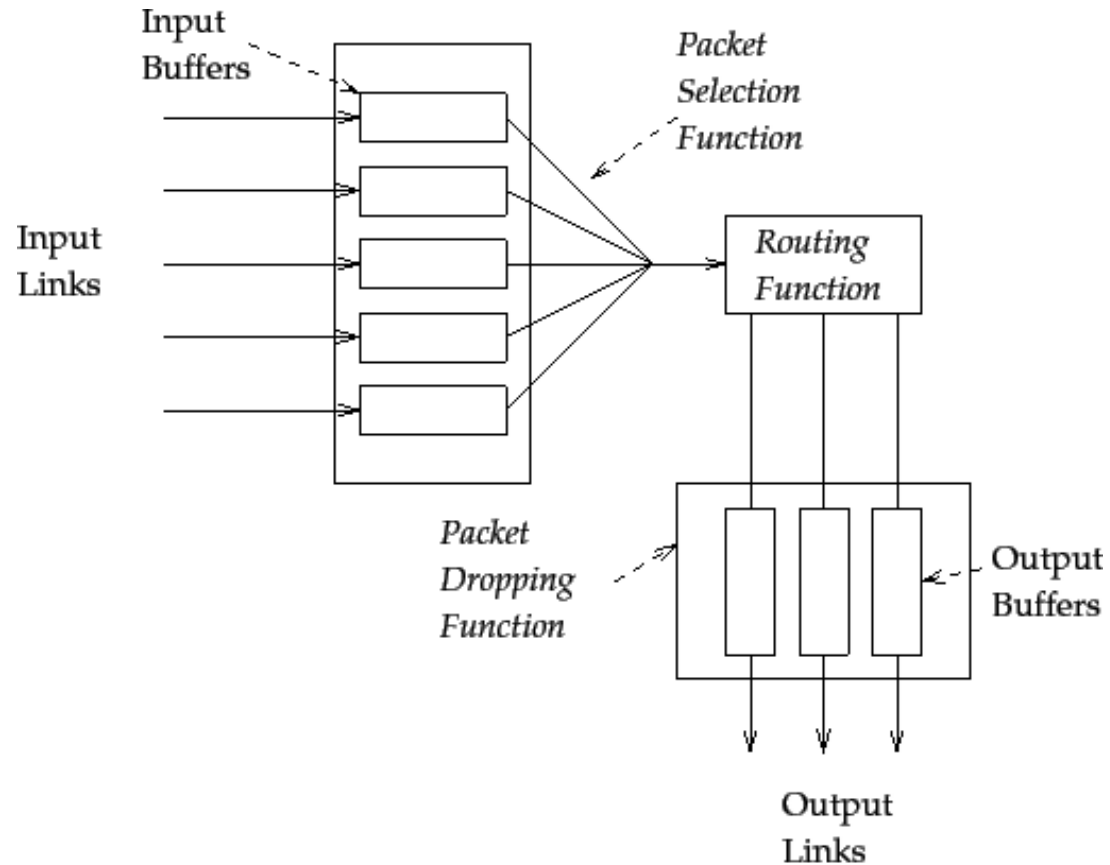 Input
Buffers
Packet
Selection
Function
Input
Links
Routing
Function
Packet
Dropping
Function
Output
Buffers
Output
Links